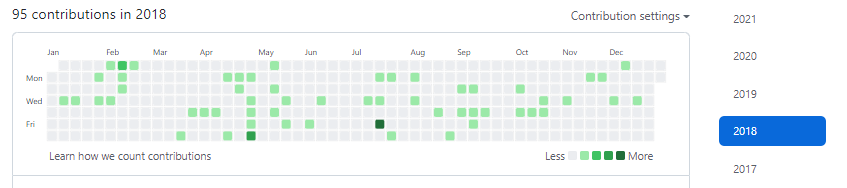 95 contributions in 2018
Contribution settings
Jan Feb Mar Apr May Jun Jul Aug Sep Oct Nov Dec
Mon
Wed
Fri
Learn how we count contributions
Less More
2021
2020
2019
2018
2017